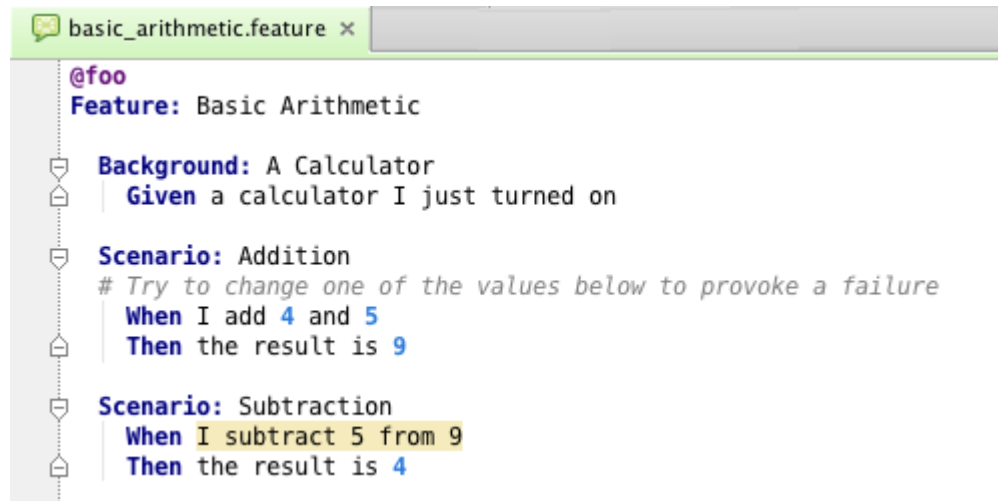 basic_arithmetic.feature ×
@foo
Feature: Basic Arithmetic
Background: A Calculator
Given a calculator I just turned on
Scenario: Addition
# Try to change one of the values below to provoke a failure
When I add 4 and 5
Then the result is 9
Scenario: Subtraction
When I subtract 5 from 9
Then the result is 4